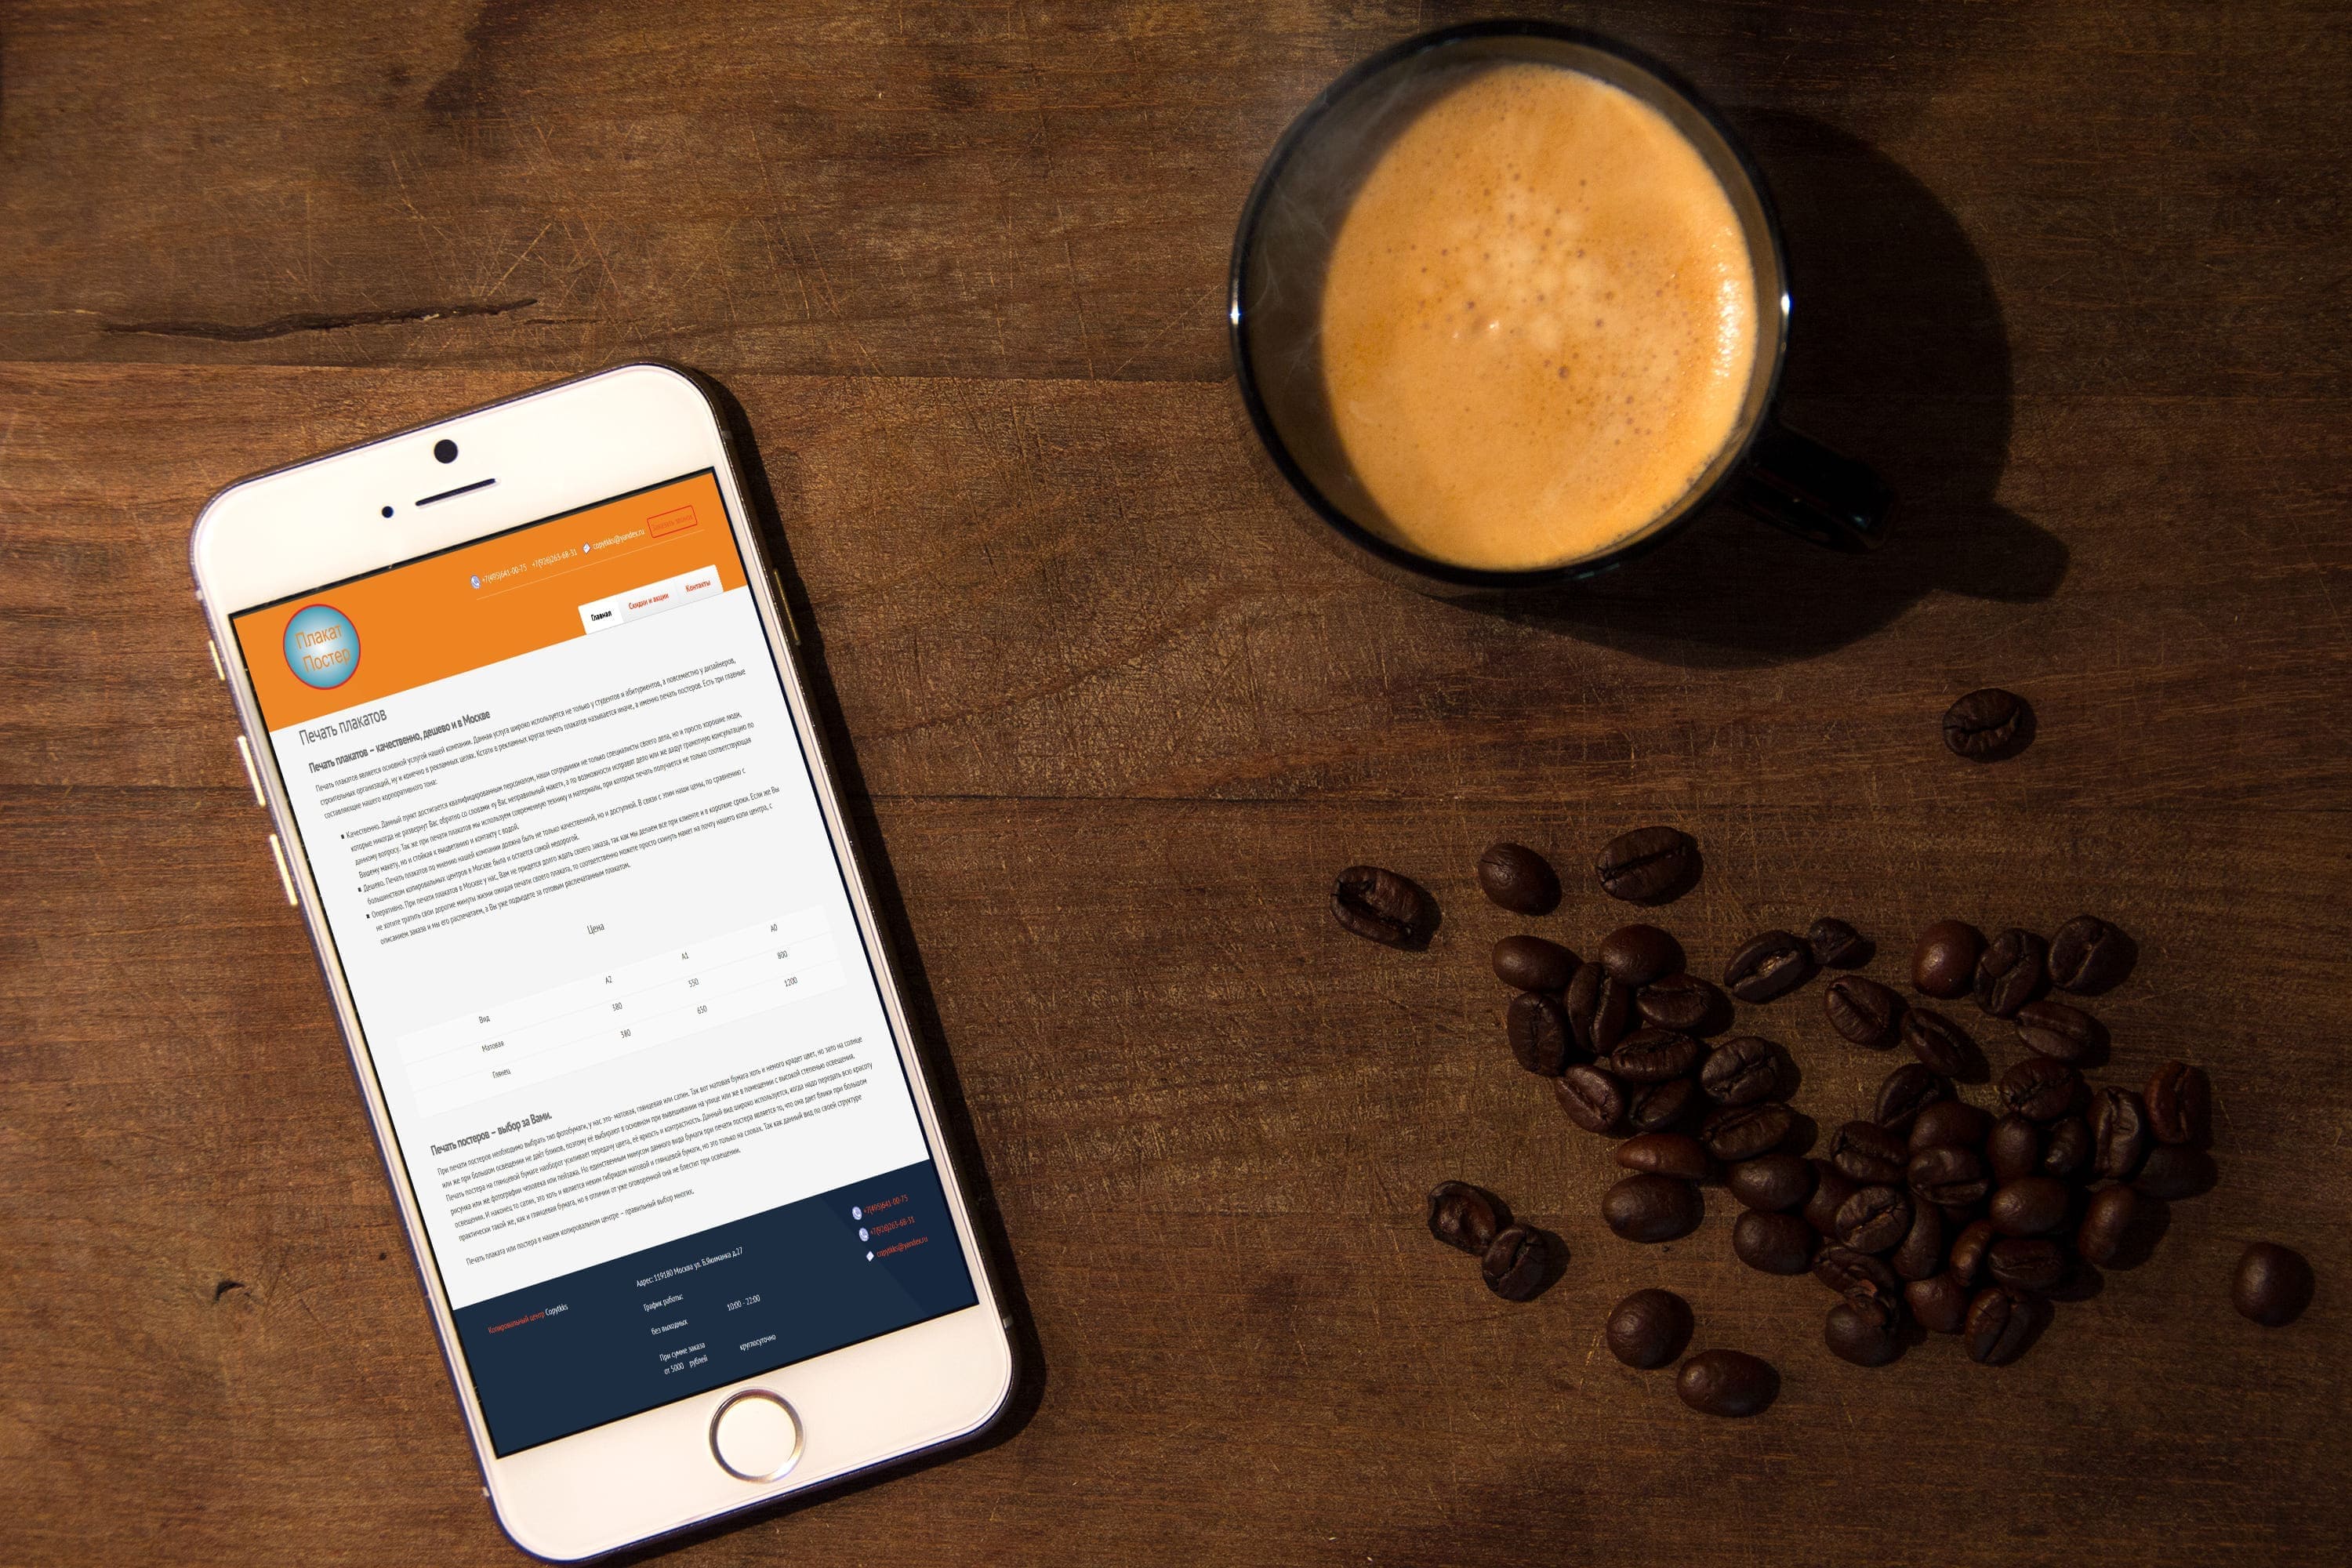 +7(495)641-00-75 +7(926)263-68-31 copytkks@yandex.ru
Плакат
Постер
Главная Скидки и акции Контакты
Печать плакатов
Печать плакатов – качественно, дешево и в Москве
Печать плакатов является основной услугой нашей компании. Данная услуга широко используется не только у студентов и абитуриентов, а повсеместно у дизайнеров,
строительных организаций, ну и конечно в рекламных целях. Кстати в рекламных кругах печать плакатов называется иначе, а именно печать постеров. Есть три главные
составляющие нашего корпоративного тона:
Качественно. Данный пункт достигается квалифицированным персоналом, наши сотрудники не только специалисты своего дела, но и просто хорошие люди,
которые никогда не развернут Вас обратно со словами «у Вас неправильный макет», а по возможности исправят дело или же дадут грамотную консультацию по
данному вопросу. Так же при печати плакатов мы используем современную технику и материалы, при которых печать получается не только соответствующая
Вашему макету, но и стойкая к выцветанию и контакту с водой.
Дешево. Печать плакатов по мнению нашей компании должна быть не только качественной, но и доступной. В связи с этим наши цены, по сравнению с
большинством копировальных центров в Москве была и остается самой недорогой.
Оперативно. При печати плакатов в Москве у нас, Вам не придется долго ждать своего заказа, так как мы делаем все при клиенте и в короткие сроки. Если же Вы
не хотите тратить свои дорогие минуты жизни ожидая печати своего плаката, то соответственно можете просто скинуть макет на почту нашего копи центра, с
описанием заказа и мы его распечатаем, а Вы уже подъедете за готовым распечатанным плакатом.
Цена
Вид А2 А1 А0
Матовая 380 550 800
Глянец 380 650 1200
Печать постеров – выбор за Вами.
При печати постеров необходимо выбрать тип фотобумаги, у нас это- матовая, глянцевая или сатин. Так вот матовая бумага хоть и немного крадет цвет, но зато на солнце
или же при большом освещении не даёт бликов, поэтому её выбирают в основном при вывешивании на улице или же в помещении с высокой степенью освещения.
Печать постера на глянцевой бумаге наоборот усиливает передачу цвета, её яркость и контрастность. Данный вид широко используется, когда надо передать всю красоту
рисунка или же фотографии человека или пейзажа. Но единственным минусом данного вида бумаги при печати постера является то, что она дает блики при большом
освещении. И наконец то сатин, это хоть и является неким гибридом матовой и глянцевой бумаги, но это только на словах. Так как данный вид по своей структуре
практически такой же, как и глянцевая бумага, но в отличии от уже оговоренной она не блестит при освещении.
Печать плаката или постера в нашем копировальном центре – правильный выбор многих.
Копировальный центр Copytkks
Адрес: 119180 Москва ул. Б.Якиманка д.27
График работы:
без выходных 10:00 - 22:00
При сумме заказа
от 5000 рублей круглосуточно
+7(495)641-00-75
+7(926)263-68-31
copytkks@yandex.ru